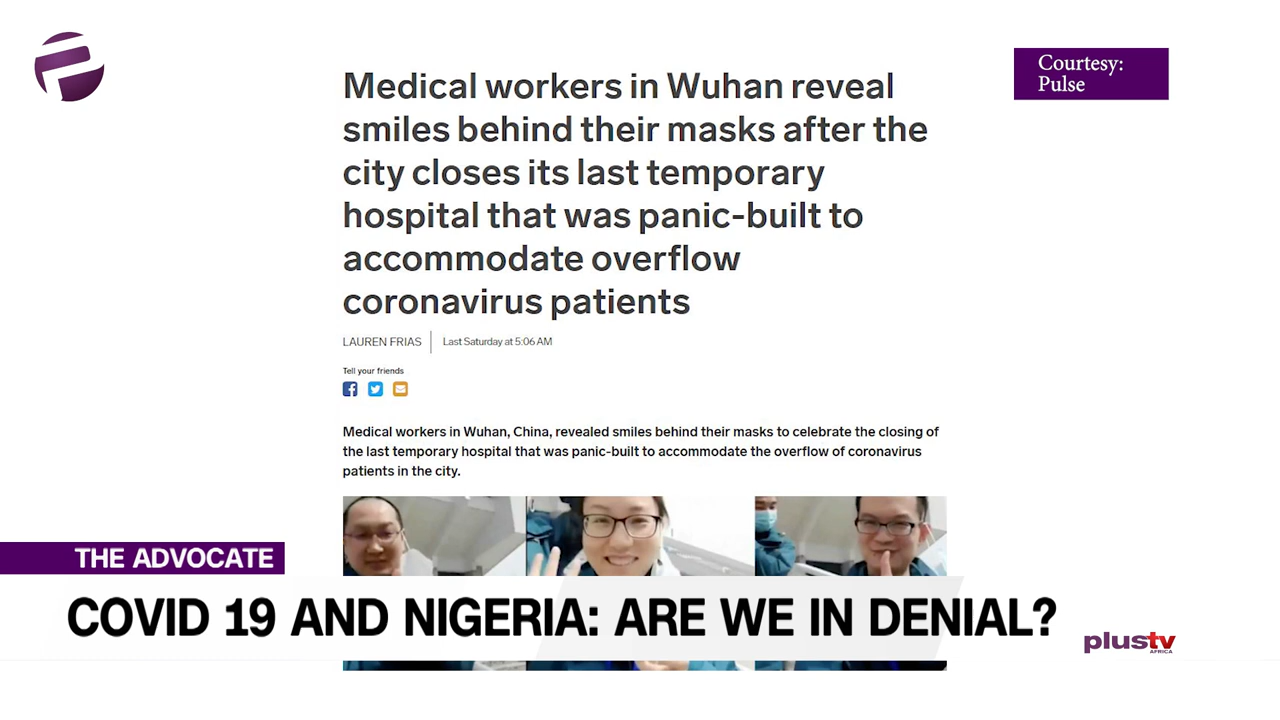 Courtesy:
Pulse
Medical workers in Wuhan reveal
smiles behind their masks after the
city closes its last temporary
hospital that was panic-built to
accommodate overflow
coronavirus patients
LAUREN FRIAS
Last Saturday at 5:06 AM
Tell your friends
Medical workers in Wuhan, China, revealed smiles behind their masks to celebrate the closing of
the last temporary hospital that was panic-built to accommodate the overflow of coronavirus
patients in the city.
THE ADVOCATE
COVID 19 AND NIGERIA: ARE WE IN DENIAL?
plustv
AFRICA